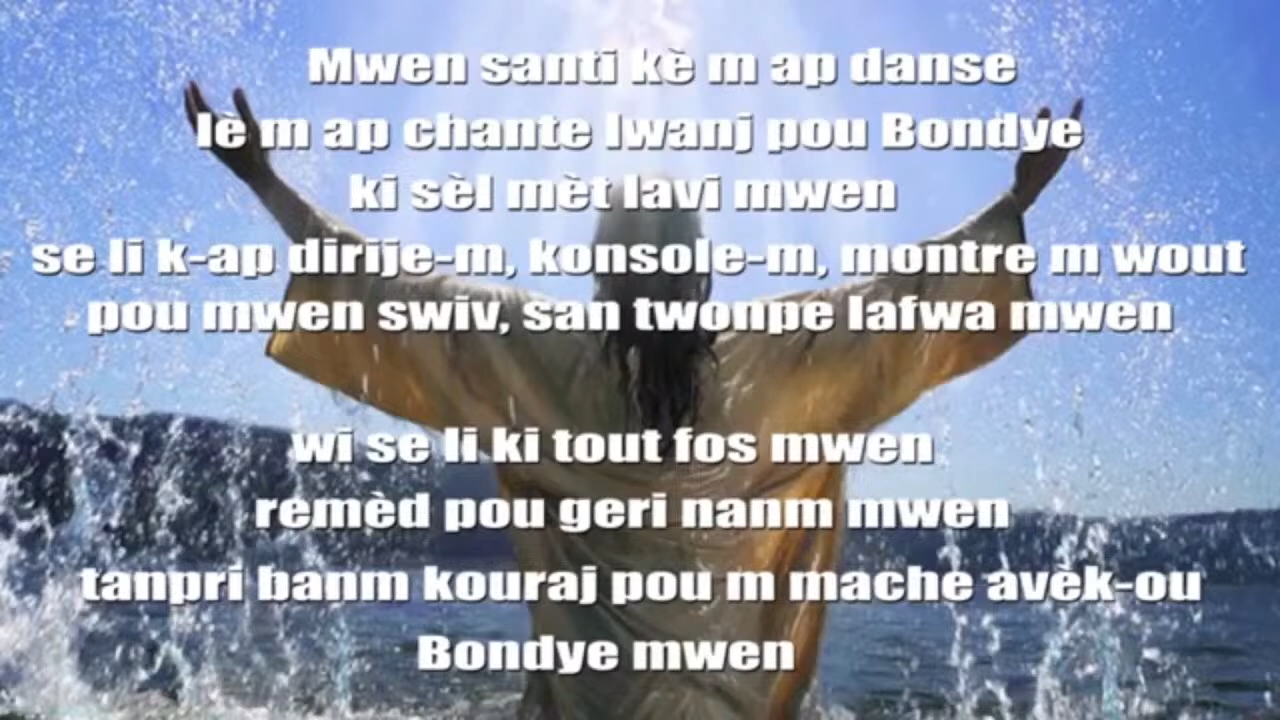 Mwen santi kè m ap danse
lè m ap chante lwanj pou Bondye
ki sèl mèt lavi mwen
se li k-ap dirije-m, konsole-m, montre m wout
pou mwen swiv, san twonpe lafwa mwen
wi se li ki tout fos mwen
remèd pou geri nanm mwen
tanpri banm kouraj pou m mache avèk-ou
Bondye mwen